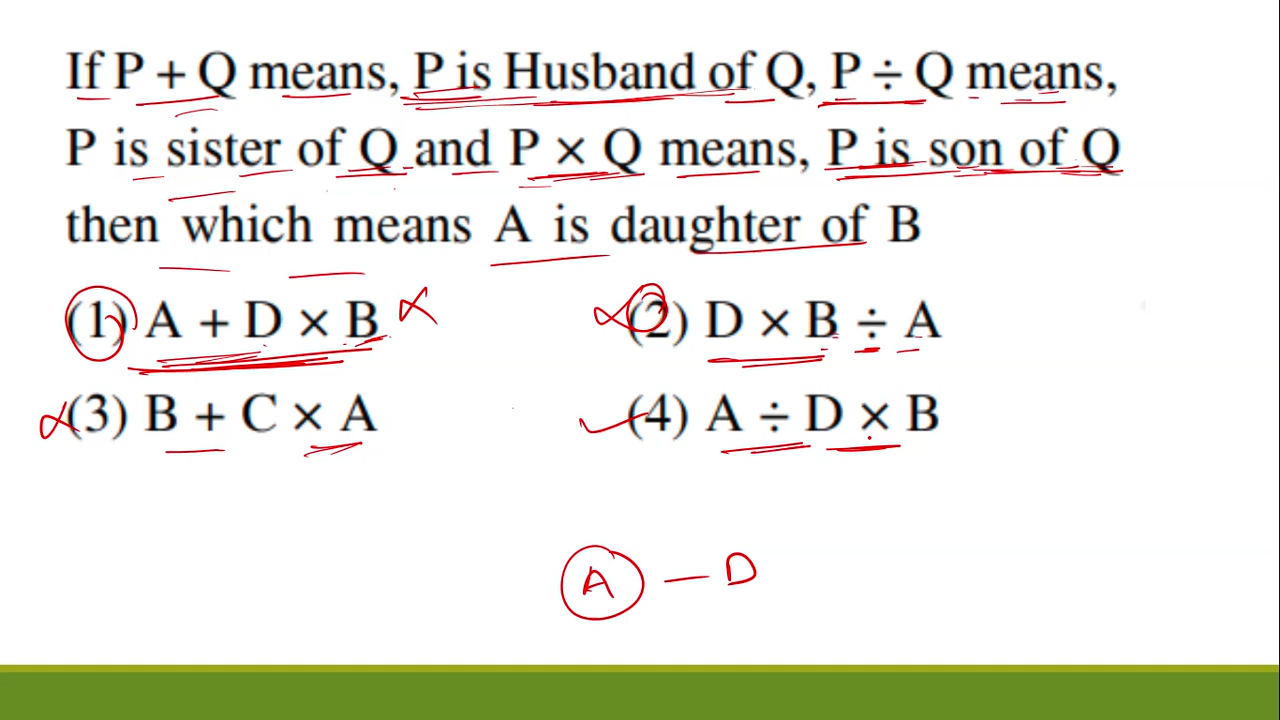 If P + Q means, P is Husband of Q, P ÷ Q means,
P is sister of Q and P × Q means, P is son of Q
then which means A is daughter of B
(1) A + D × B (2) D × B ÷ A
(3) B + C × A (4) A ÷ D × B
A — D